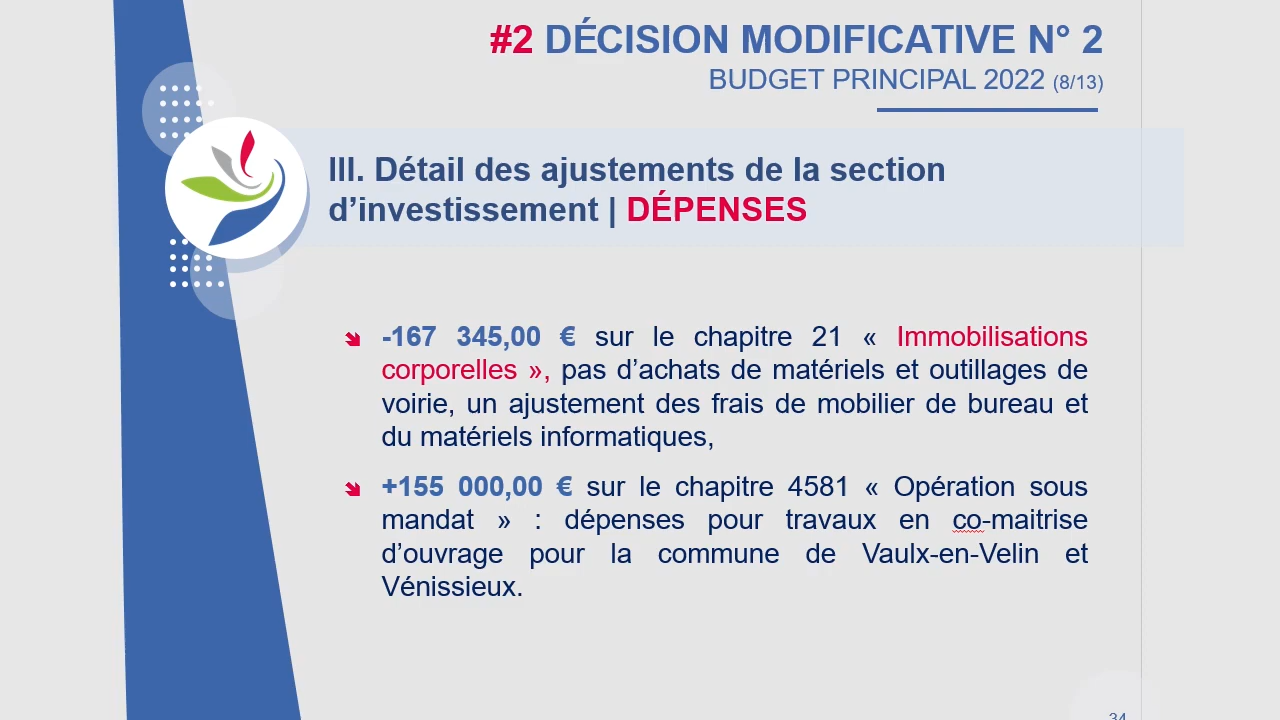 #2 DÉCISION MODIFICATIVE N° 2
BUDGET PRINCIPAL 2022 (8/13)
III. Détail des ajustements de la section
d’investissement | DÉPENSES
-167 345,00 € sur le chapitre 21 « Immobilisations
corporelles », pas d’achats de matériels et outillages de
voirie, un ajustement des frais de mobilier de bureau et
du matériels informatiques,
+155 000,00 € sur le chapitre 4581 « Opération sous
mandat » : dépenses pour travaux en co-maitrise
d’ouvrage pour la commune de Vaulx-en-Velin et
Vénissieux.
34